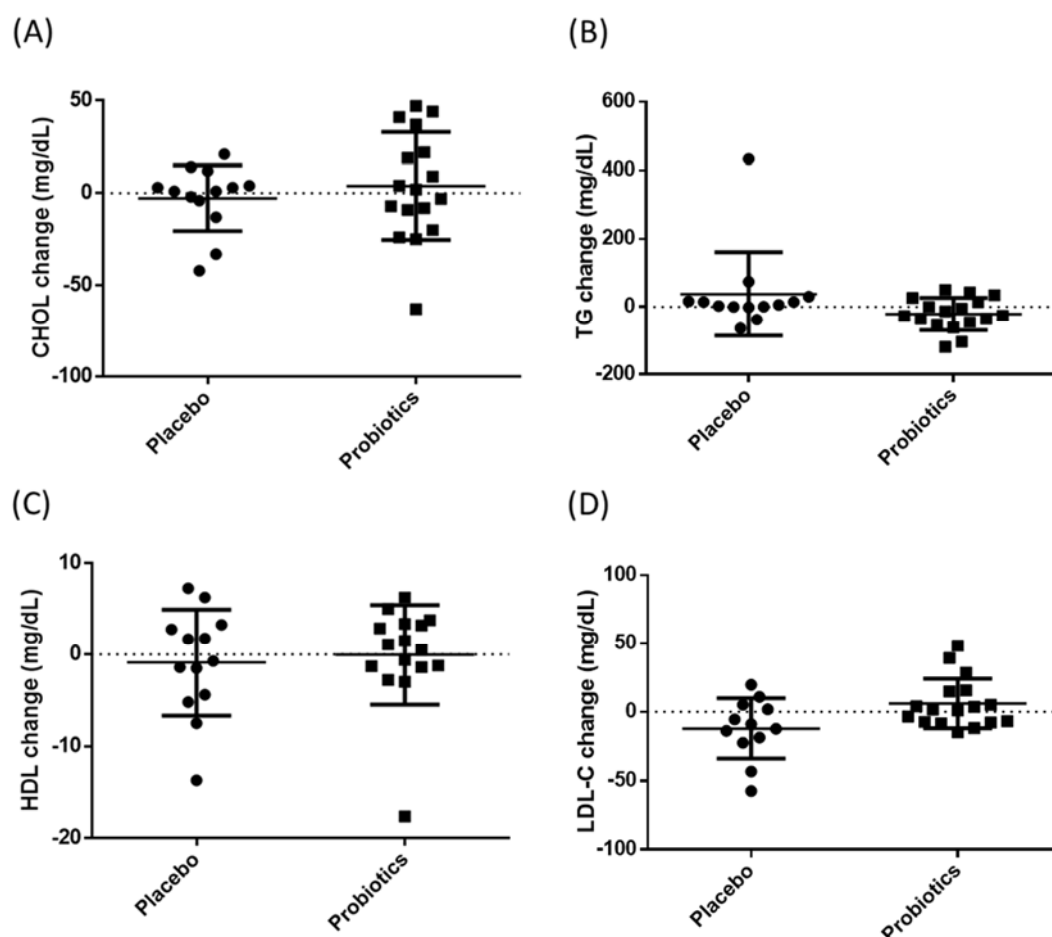 (A)
CHOL change (mg/dL)
50
0
-50
-100
Placebo
Probiotics
(B)
TG change (mg/dL)
600
400
200
0
-200
Placebo
Probiotics
(C)
HDL change (mg/dL)
10
0
-10
-20
Placebo
Probiotics
(D)
LDL-C change (mg/dL)
100
50
0
-50
-100
Placebo
Probiotics